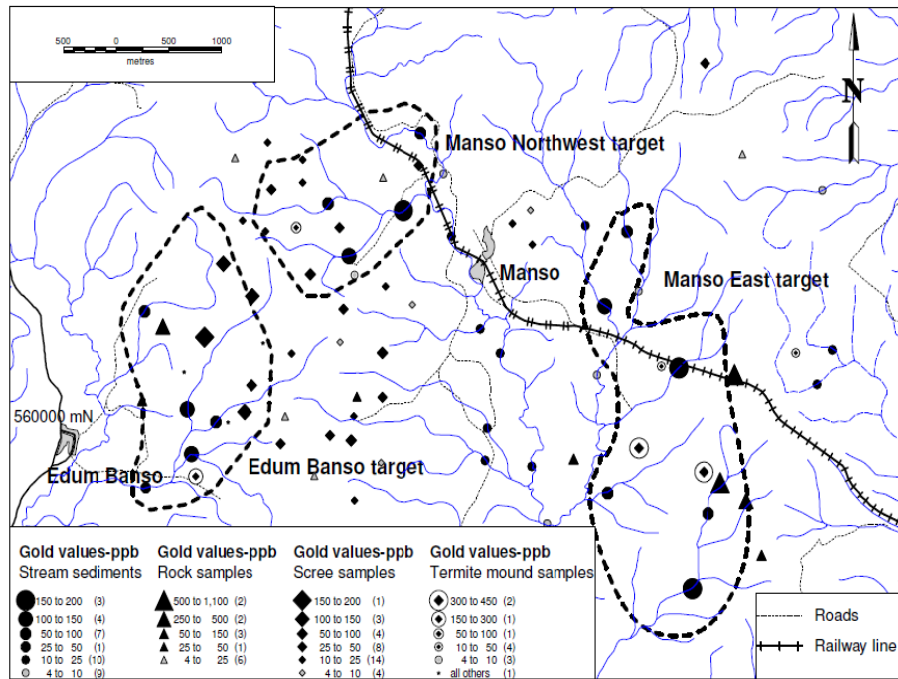 500 0 500 1000
metres
N
Manso Northwest target
Manso
Manso East target
560000 mN
Edum Banso
Edum Banso target
Gold values-ppb
Stream sediments
150 to 200 (3)
100 to 150 (4)
50 to 100 (7)
25 to 50 (1)
10 to 25 (10)
4 to 10 (9)
Gold values-ppb
Rock samples
500 to 1,100 (2)
250 to 500 (2)
50 to 150 (3)
25 to 50 (1)
4 to 25 (6)
Gold values-ppb
Scree samples
150 to 200 (1)
100 to 150 (3)
50 to 100 (4)
25 to 50 (8)
10 to 25 (14)
4 to 10 (4)
Gold values-ppb
Termite mound samples
300 to 450 (2)
150 to 300 (1)
50 to 100 (1)
10 to 50 (4)
4 to 10 (3)
all others (1)
Roads
Railway line